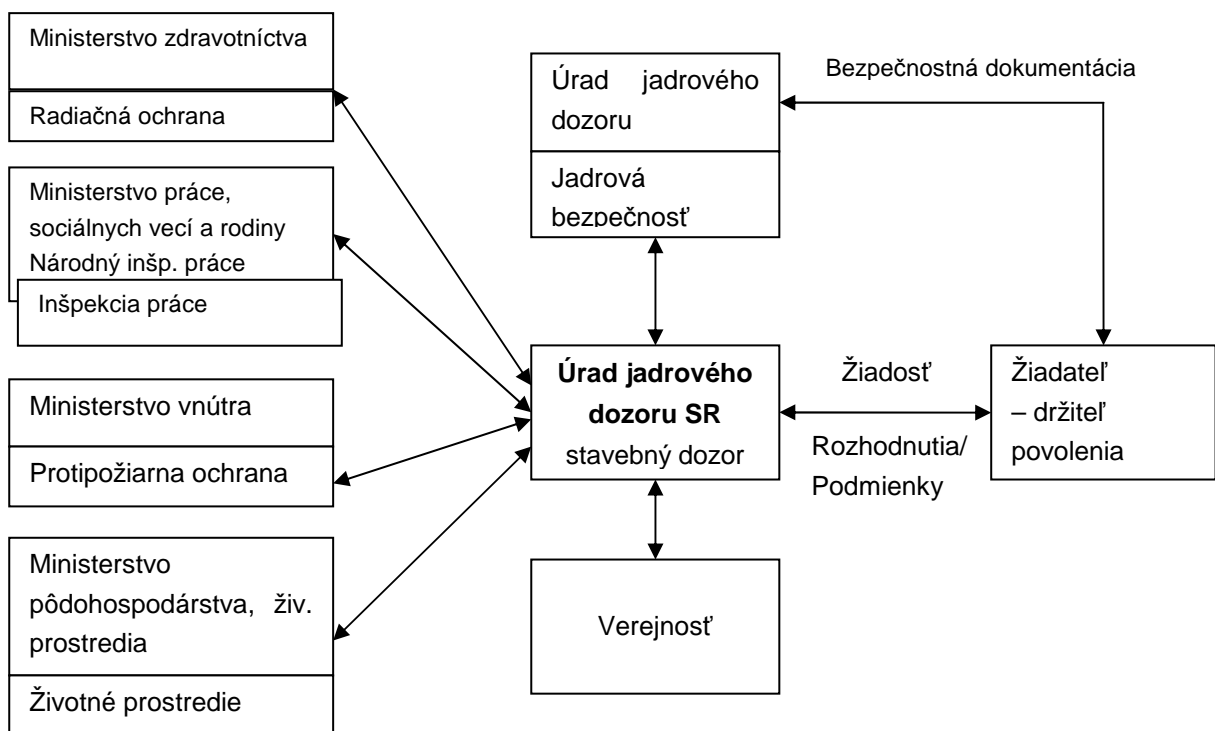 Ministerstvo zdravotníctva
Radiačná ochrana
Ministerstvo práce,
sociálnych vecí a rodiny
Národný inšp. práce
Inšpekcia práce
Ministerstvo vnútra
Protipožiarna ochrana
Ministerstvo
pôdohospodárstva, živ.
prostredia
Životné prostredie
Úrad jadrového
dozoru
Jadrová
bezpečnosť
Úrad jadrového
dozoru SR
stavebný dozor
Verejnosť
Bezpečnostná dokumentácia
Žiadosť
Rozhodnutia/
Podmienky
Žiadateľ
– držiteľ
povolenia